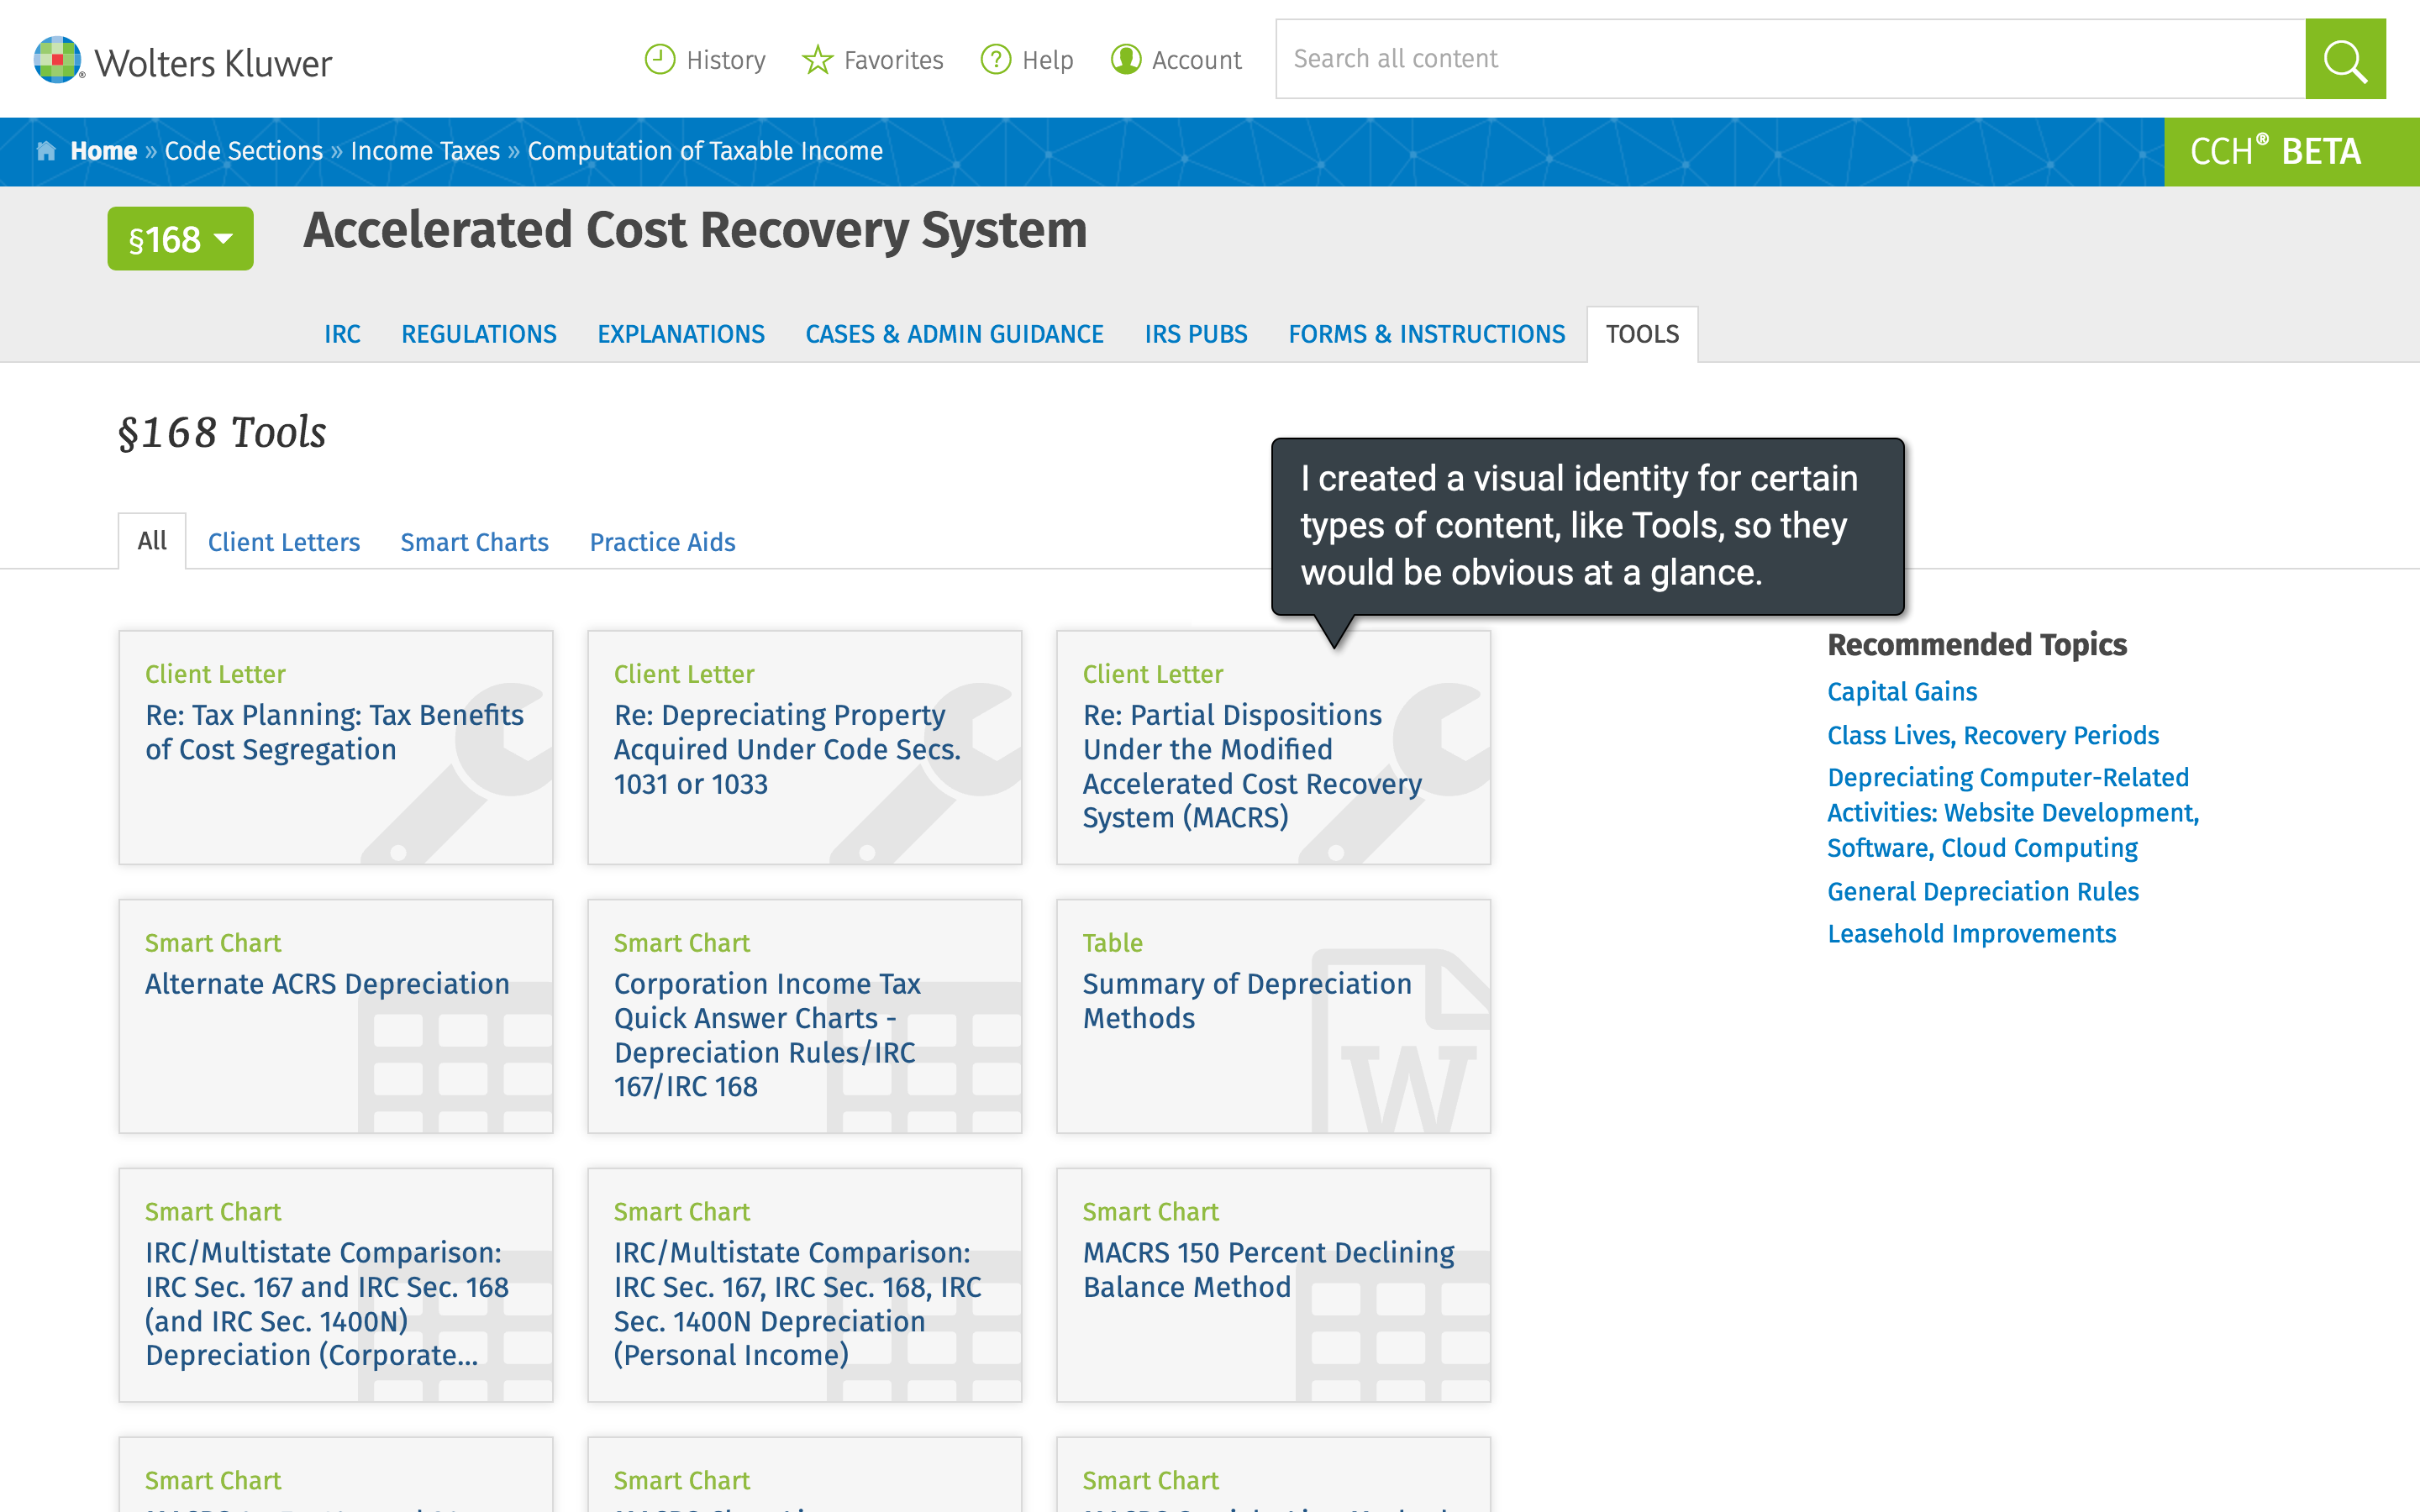 Wolters Kluwer
History
Favorites
Help
Account
Search all content
Home » Code Sections » Income Taxes » Computation of Taxable Income
CCH® BETA
§168
Accelerated Cost Recovery System
IRC
REGULATIONS
EXPLANATIONS
CASES & ADMIN GUIDANCE
IRS PUBS
FORMS & INSTRUCTIONS
TOOLS
§168 Tools
I created a visual identity for certain
types of content, like Tools, so they
would be obvious at a glance.
All
Client Letters
Smart Charts
Practice Aids
Client Letter
Re: Tax Planning: Tax Benefits
of Cost Segregation
Client Letter
Re: Depreciating Property
Acquired Under Code Secs.
1031 or 1033
Client Letter
Re: Partial Dispositions
Under the Modified
Accelerated Cost Recovery
System (MACRS)
Smart Chart
Alternate ACRS Depreciation
Smart Chart
Corporation Income Tax
Quick Answer Charts -
Depreciation Rules/IRC
167/IRC 168
Table
Summary of Depreciation
Methods
W
Smart Chart
IRC/Multistate Comparison:
IRC Sec. 167 and IRC Sec. 168
(and IRC Sec. 1400N)
Depreciation (Corporate...
Smart Chart
IRC/Multistate Comparison:
IRC Sec. 167, IRC Sec. 168, IRC
Sec. 1400N Depreciation
(Personal Income)
Smart Chart
MACRS 150 Percent Declining
Balance Method
Smart Chart
Smart Chart
Smart Chart
Recommended Topics
Capital Gains
Class Lives, Recovery Periods
Depreciating Computer-Related
Activities: Website Development,
Software, Cloud Computing
General Depreciation Rules
Leasehold Improvements